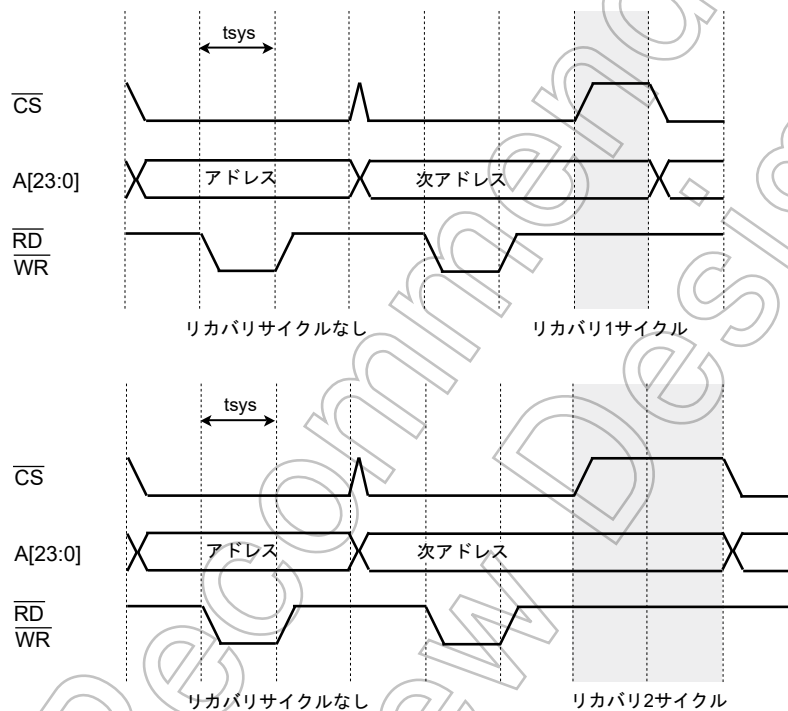 tsys
CS
A[23:0]
アドレス
次アドレス
RD
WR
リカバリサイクルなし
リカバリ1サイクル
tsys
CS
A[23:0]
アドレス
次アドレス
RD
WR
リカバリサイクルなし
リカバリ2サイクル